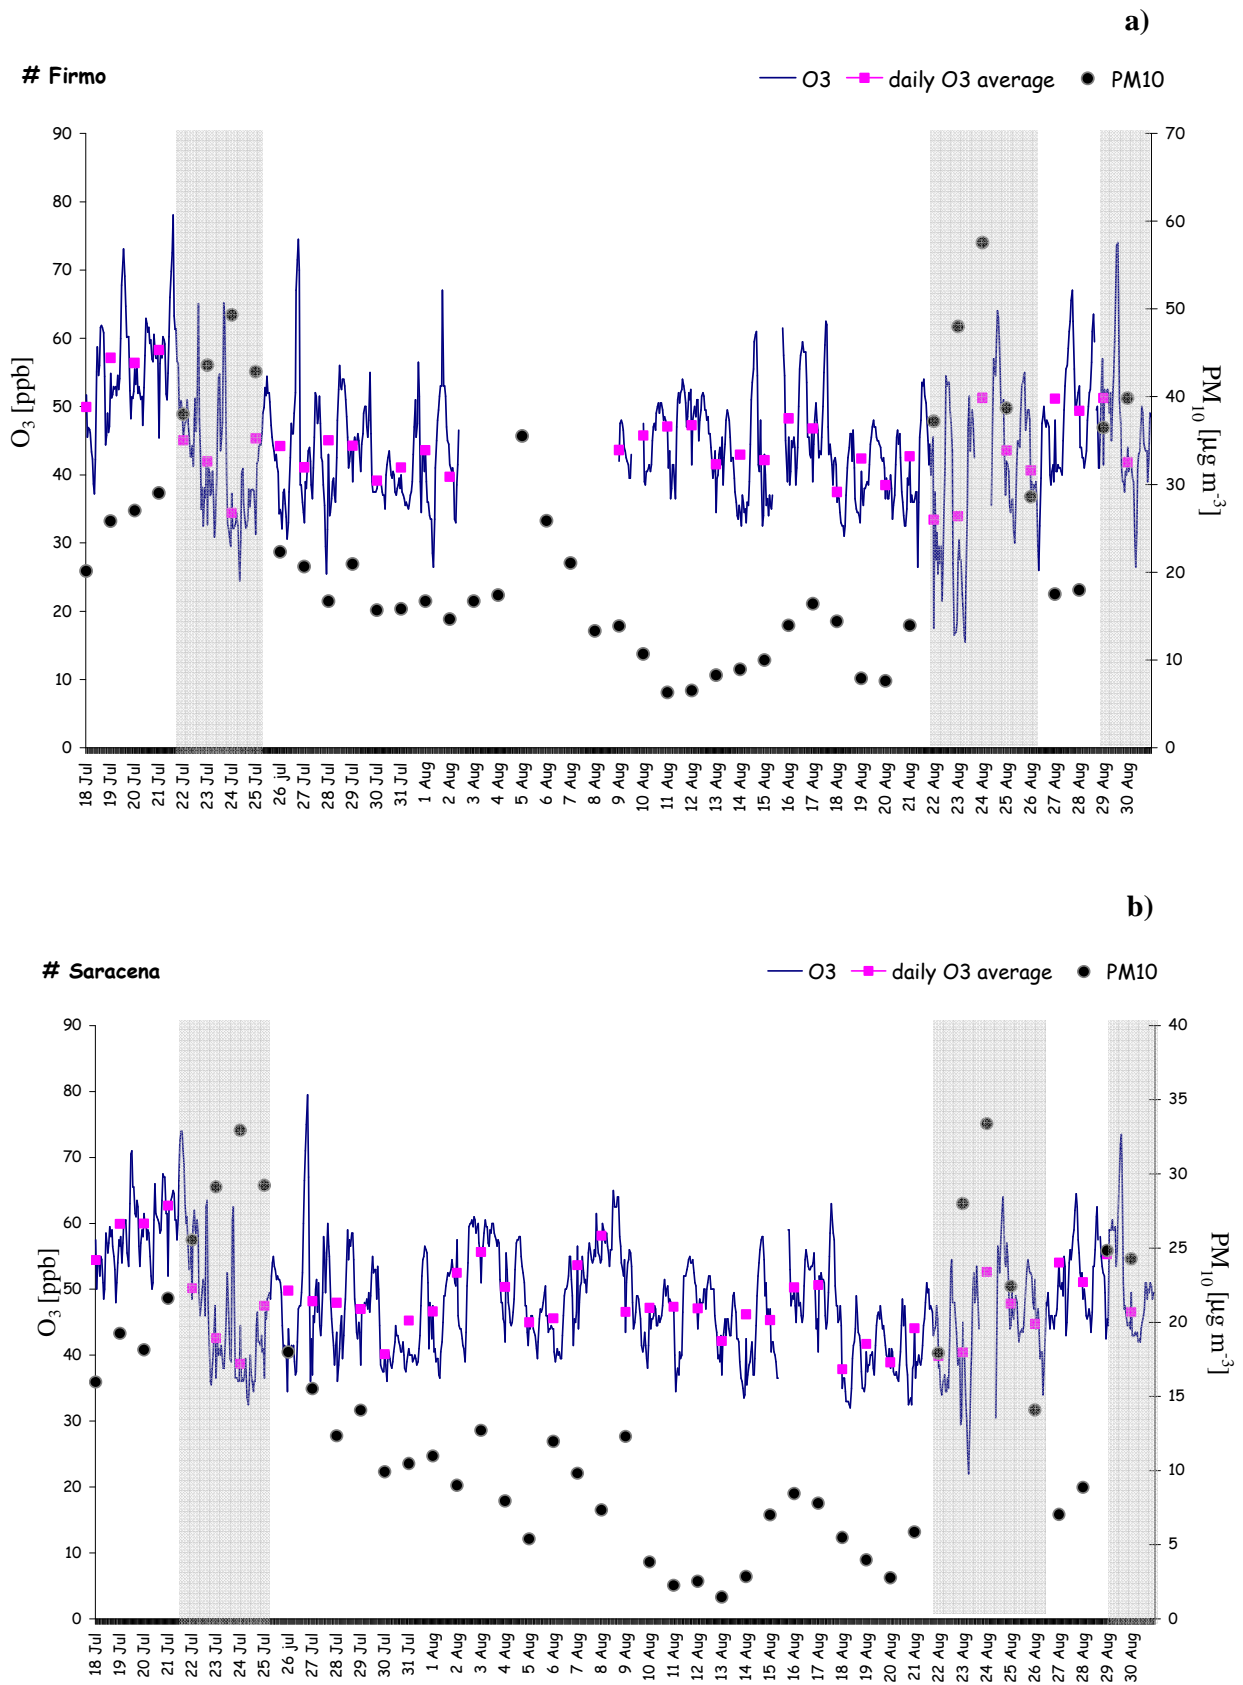 a)
# Firmo
O3 daily O3 average PM10
90 80 70 60 50 40 30 20 10 0
O3 [ppb]
70 60 50 40 30 20 10 0
PM10 [µg m-3]
18 Jul 19 Jul 20 Jul 21 Jul 22 Jul 23 Jul 24 Jul 25 Jul 26 jul 27 Jul 28 Jul 29 Jul 30 Jul 31 Jul 1 Aug 2 Aug 3 Aug 4 Aug 5 Aug 6 Aug 7 Aug 8 Aug 9 Aug 10 Aug 11 Aug 12 Aug 13 Aug 14 Aug 15 Aug 16 Aug 17 Aug 18 Aug 19 Aug 20 Aug 21 Aug 22 Aug 23 Aug 24 Aug 25 Aug 26 Aug 27 Aug 28 Aug 29 Aug 30 Aug
b)
# Saracena
O3 daily O3 average PM10
90 80 70 60 50 40 30 20 10 0
O3 [ppb]
40 35 30 25 20 15 10 5 0
PM10 [µg m-3]
18 Jul 19 Jul 20 Jul 21 Jul 22 Jul 23 Jul 24 Jul 25 Jul 26 jul 27 Jul 28 Jul 29 Jul 30 Jul 31 Jul 1 Aug 2 Aug 3 Aug 4 Aug 5 Aug 6 Aug 7 Aug 8 Aug 9 Aug 10 Aug 11 Aug 12 Aug 13 Aug 14 Aug 15 Aug 16 Aug 17 Aug 18 Aug 19 Aug 20 Aug 21 Aug 22 Aug 23 Aug 24 Aug 25 Aug 26 Aug 27 Aug 28 Aug 29 Aug 30 Aug